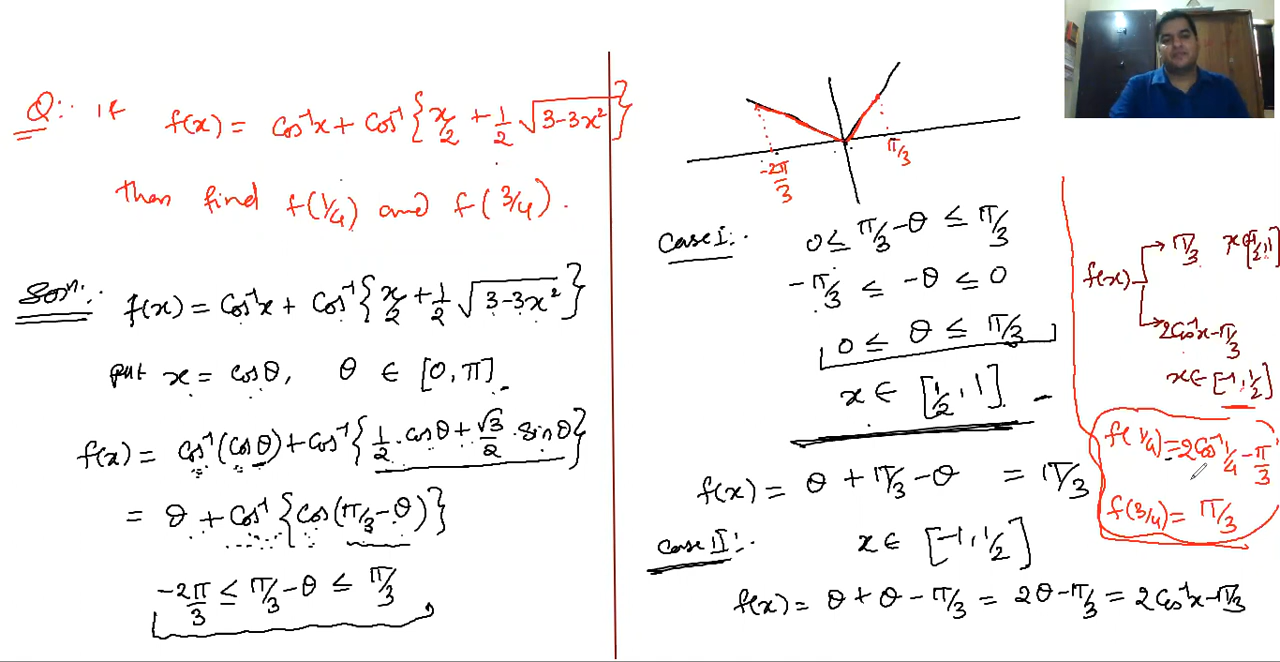 Q:. if f(x) = Cos⁻¹x + Cos⁻¹{x/2 + 1/2 √(3-3x²)}
then find f(1/4) and f(3/4).
Soln:. f(x) = Cos⁻¹x + Cos⁻¹{x/2 + 1/2 √(3-3x²)}
put x = cosθ, θ ∈ [0, π]
f(x) = Cos⁻¹(Cosθ) + Cos⁻¹{1/2 · cosθ + √3/2 · sinθ}
= θ + Cos⁻¹{Cos(π/3 - θ)}
-2π/3 ≤ π/3 - θ ≤ π/3
-2π/3
π/3
Case I:. 0 ≤ π/3 - θ ≤ π/3
-π/3 ≤ -θ ≤ 0
0 ≤ θ ≤ π/3
x ∈ [1/2, 1]
f(x) = θ + π/3 - θ = π/3
Case II:. x ∈ [-1, 1/2]
f(x) = θ + θ - π/3 = 2θ - π/3 = 2Cos⁻¹x - π/3
f(x) → π/3 x ∈ [1/2, 1]
→ 2Cos⁻¹x - π/3
x ∈ [-1, 1/2]
f(1/4) = 2Cos⁻¹ 1/4 - π/3
f(3/4) = π/3